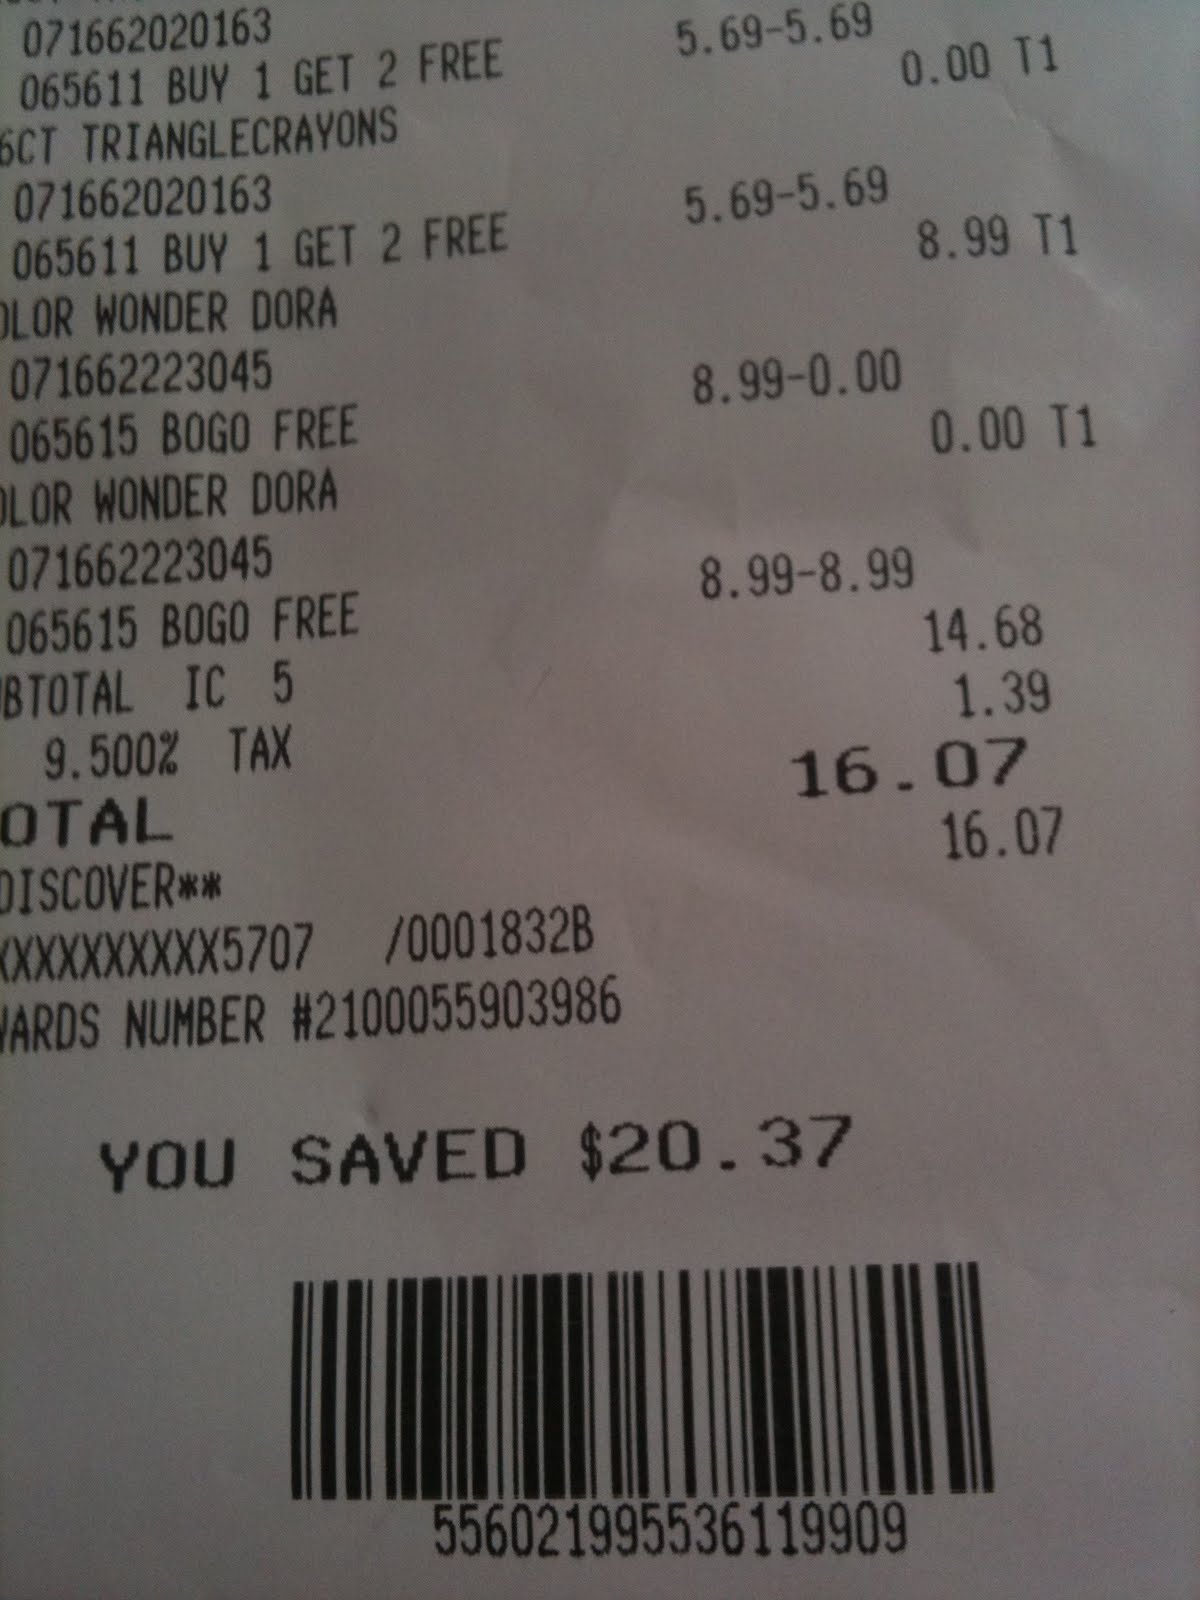 071662020163 5.69-5.69
065611 BUY 1 GET 2 FREE 0.00 T1
6CT TRIANGLECRAYONS
071662020163 5.69-5.69
065611 BUY 1 GET 2 FREE 8.99 T1
OLOR WONDER DORA
071662223045 8.99-0.00
065615 BOGO FREE 0.00 T1
OLOR WONDER DORA
071662223045 8.99-8.99
065615 BOGO FREE 14.68
BTOTAL IC 5 1.39
9.500% TAX 16.07
OTAL 16.07
DISCOVER**
XXXXXXXXXX5707 /0001832B
WARDS NUMBER #2100055903986
YOU SAVED $20.37
556021995536119909